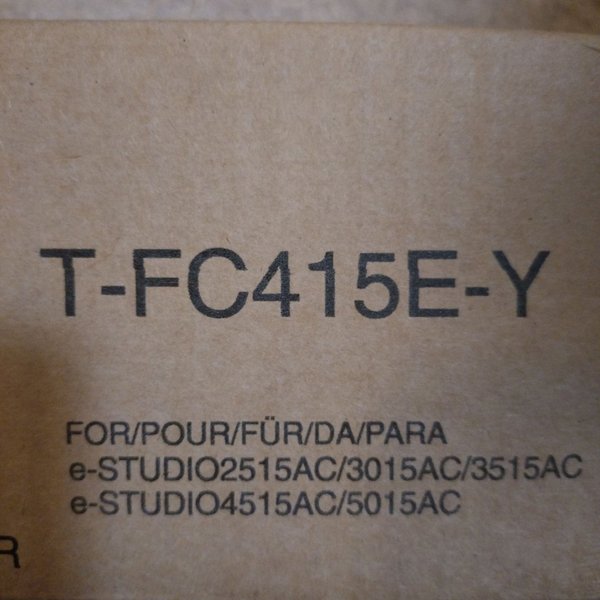 T-FC415E-Y
FOR/POUR/FÜR/DA/PARA
e-STUDIO2515AC/3015AC/3515AC
e-STUDIO4515AC/5015AC
R